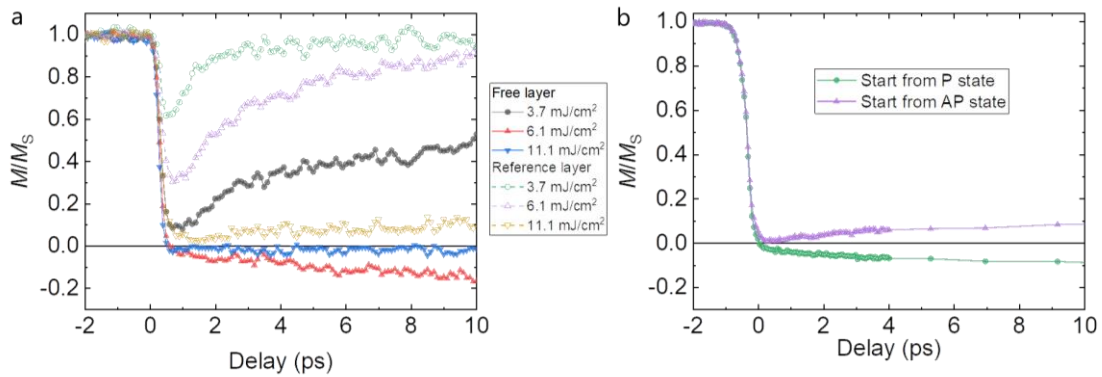 a
M/MS
1.0
0.8
0.6
0.4
0.2
0.0
-0.2
-2
0
2
4
6
8
10
Delay (ps)
Free layer
3.7 mJ/cm2
6.1 mJ/cm2
11.1 mJ/cm2
Reference layer
3.7 mJ/cm2
6.1 mJ/cm2
11.1 mJ/cm2
b
M/MS
1.0
0.8
0.6
0.4
0.2
0.0
-0.2
-2
0
2
4
6
8
10
Delay (ps)
Start from P state
Start from AP state